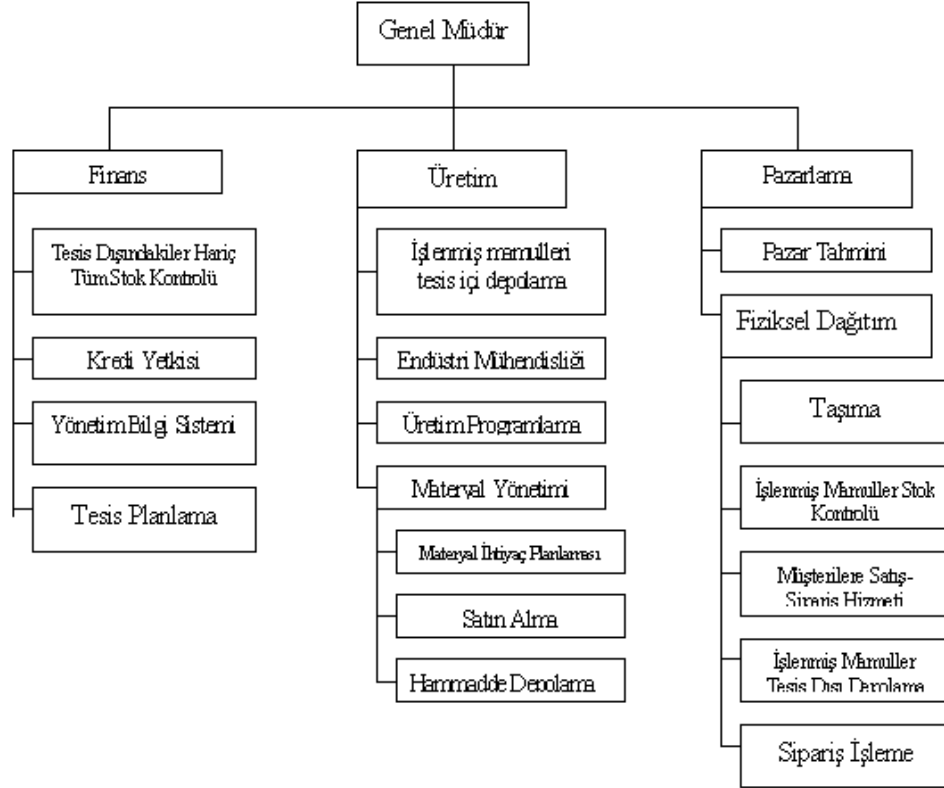 Genel Müdür
Finans
Tesis Dışındakiler Hariç
Tüm Stok Kontrolü
Kredi Yetkisi
Yönetim Bilgi Sistemi
Tesis Planlama
Üretim
İşlenmiş mamulleri
tesis içi depolama
Endüstri Mühendisliği
Üretim Programlama
Materyal Yönetimi
Materyal İhtiyaç Planlaması
Satın Alma
Hammadde Depolama
Pazarlama
Pazar Tahmini
Fiziksel Dağıtım
Taşıma
İşlenmiş Mamuller Stok
Kontrolü
Müşterilere Satış-
Sipariş Hizmeti
İşlenmiş Mamuller
Tesis Dışı Depolama
Sipariş İşleme